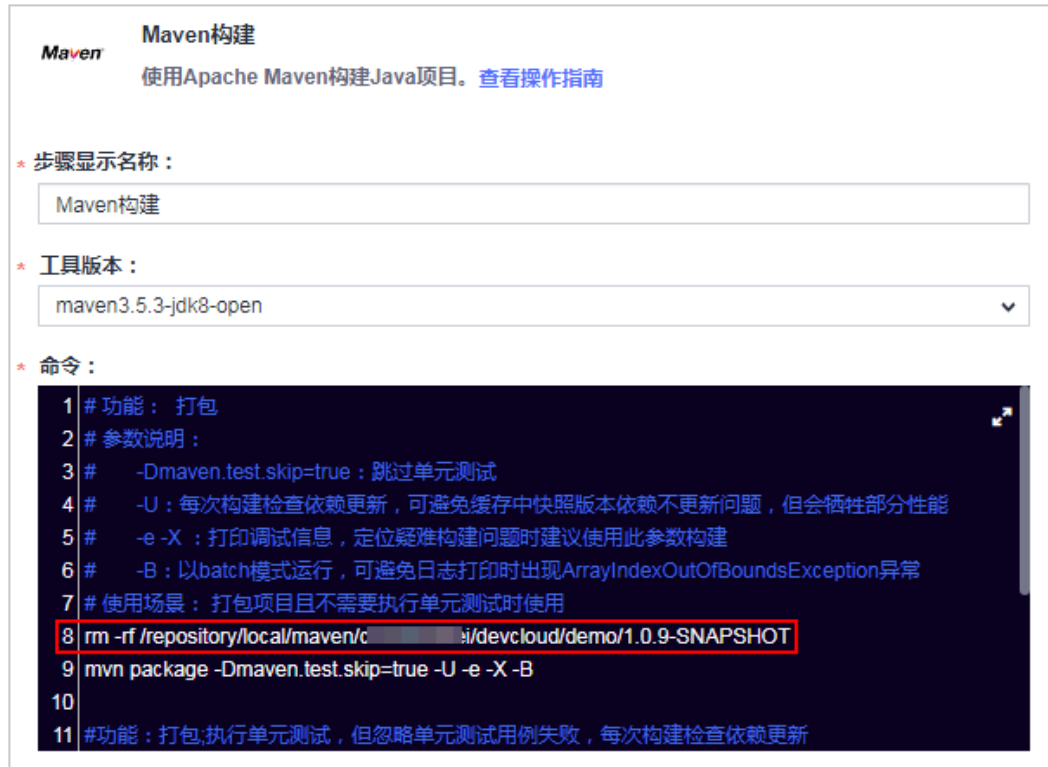 Maven
Maven构建
使用Apache Maven构建Java项目。查看操作指南
* 步骤显示名称：
Maven构建
* 工具版本：
maven3.5.3-jdk8-open
* 命令：
1 # 功能： 打包
2 # 参数说明：
3 # -Dmaven.test.skip=true：跳过单元测试
4 # -U：每次构建检查依赖更新，可避免缓存中快照版本依赖不更新问题，但会牺牲部分性能
5 # -e -X ：打印调试信息，定位疑难构建问题时建议使用此参数构建
6 # -B：以batch模式运行，可避免日志打印时出现ArrayIndexOutOfBoundsException异常
7 # 使用场景： 打包项目且不需要执行单元测试时使用
8 rm -rf /repository/local/maven/ /devcloud/demo/1.0.9-SNAPSHOT
9 mvn package -Dmaven.test.skip=true -U -e -X -B
10
11 #功能：打包;执行单元测试，但忽略单元测试用例失败，每次构建检查依赖更新